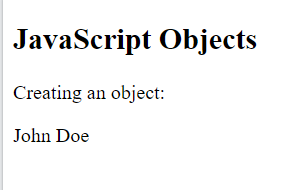 JavaScript Objects
Creating an object:
John Doe